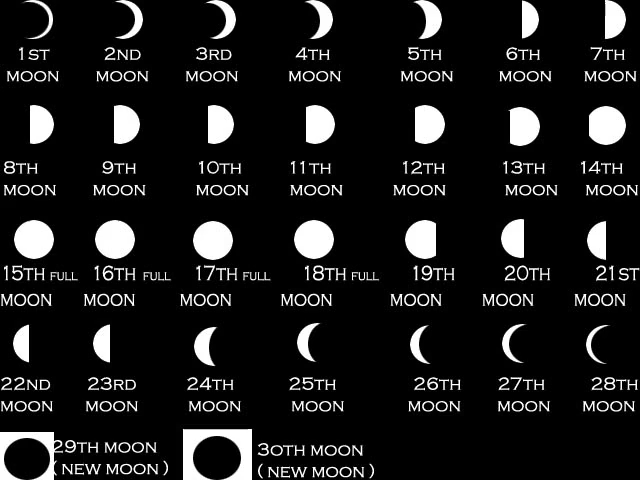 1ST 2ND 3RD 4TH 5TH 6TH 7TH
MOON MOON MOON MOON MOON MOON MOON
8TH 9TH 10TH 11TH 12TH 13TH 14TH
MOON MOON MOON MOON MOON MOON MOON
15TH FULL 16TH FULL 17TH FULL 18TH FULL 19TH 20TH 21ST
MOON MOON MOON MOON MOON MOON MOON
22ND 23RD 24TH 25TH 26TH 27TH 28TH
MOON MOON MOON MOON MOON MOON MOON
29TH MOON 30TH MOON
( NEW MOON ) ( NEW MOON )